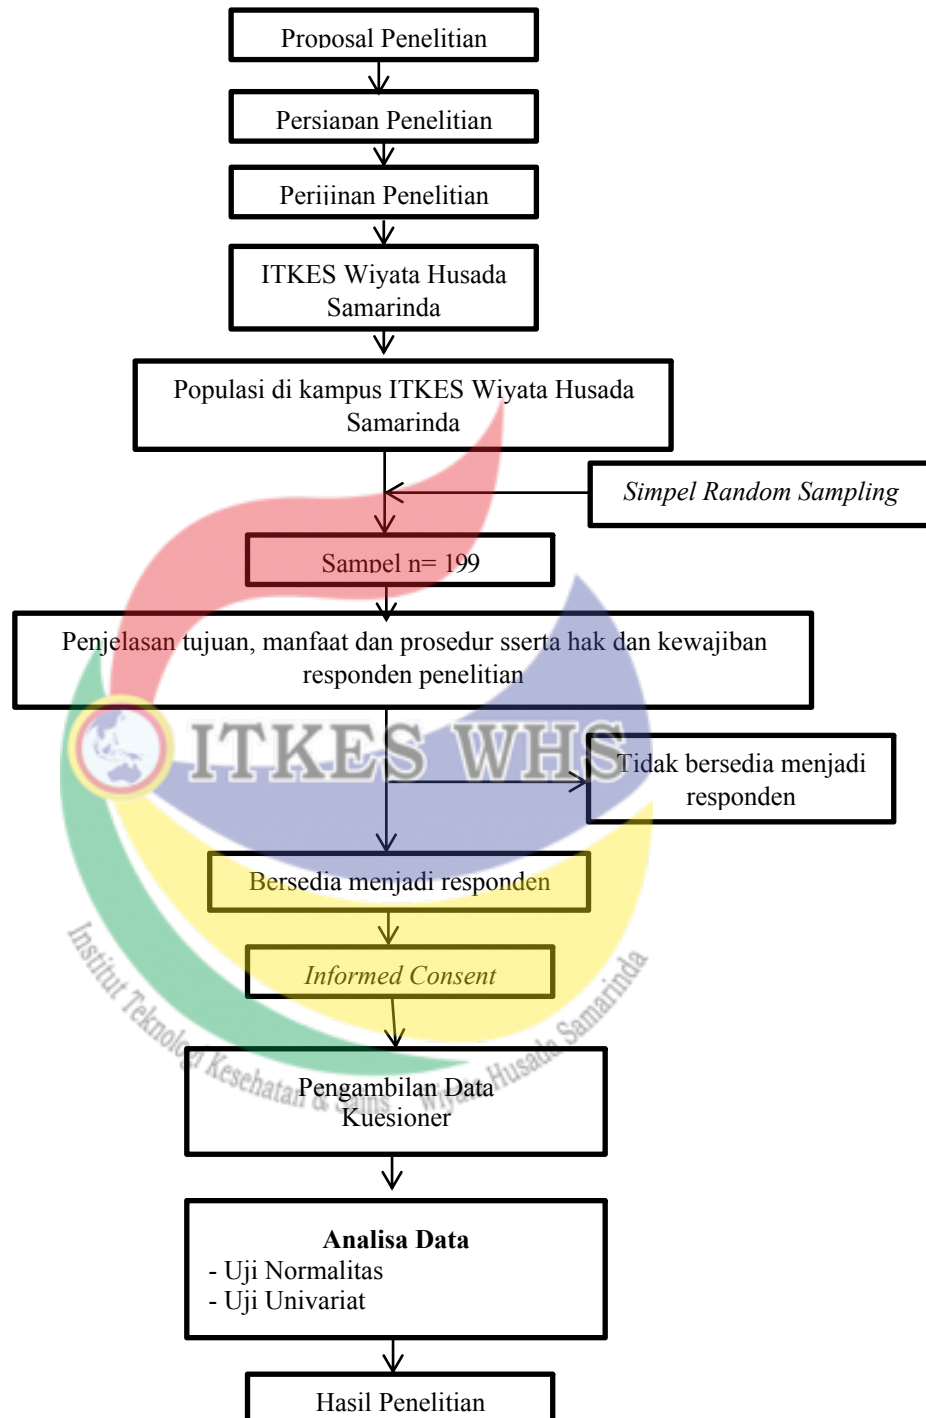 Proposal Penelitian
Persiapan Penelitian
Perijinan Penelitian
ITKES Wiyata Husada
Samarinda
Populasi di kampus ITKES Wiyata Husada
Samarinda
Simpel Random Sampling
Sampel n= 199
Penjelasan tujuan, manfaat dan prosedur sserta hak dan kewajiban
responden penelitian
ITKES WHS
Tidak bersedia menjadi
responden
Bersedia menjadi responden
Informed Consent
Institut Teknologi Kesehatan & Sains Wiyata Husada Samarinda
Pengambilan Data
Kuesioner
Analisa Data
- Uji Normalitas
- Uji Univariat
Hasil Penelitian